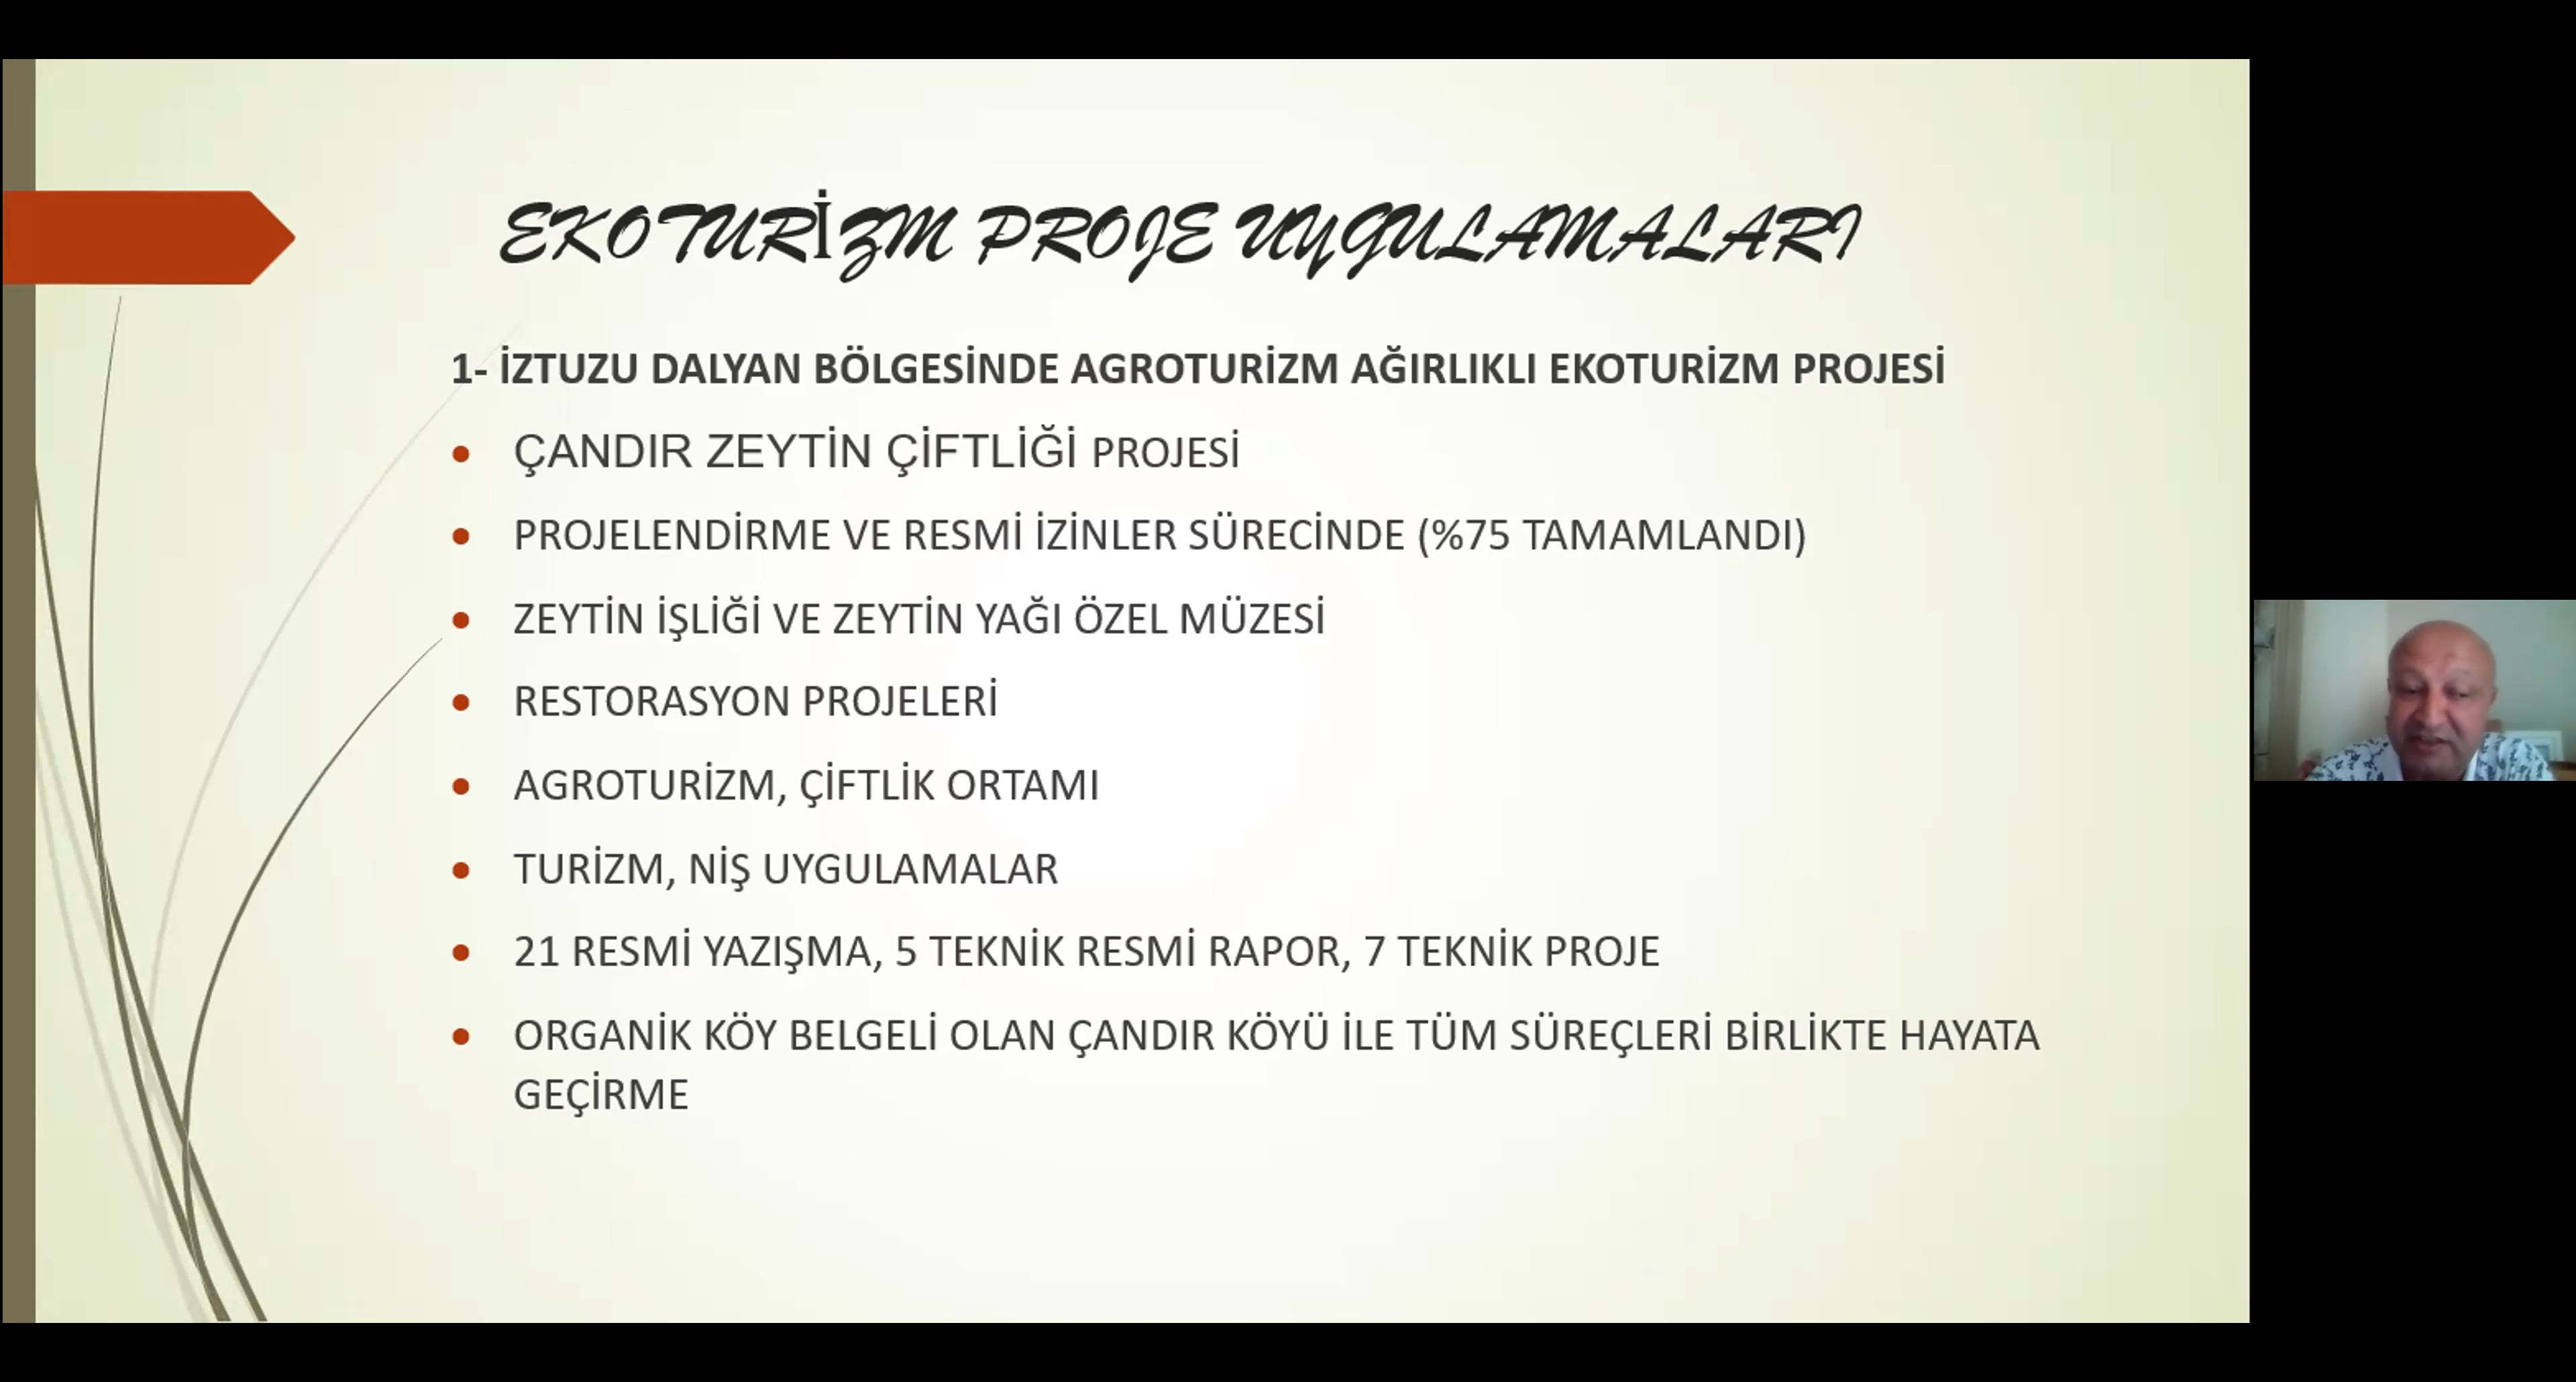 EKOTURİZM PROJE UYGULAMALARI
1- İZTUZU DALYAN BÖLGESİNDE AGROTURİZM AĞIRLIKLI EKOTURİZM PROJESİ
• ÇANDIR ZEYTİN ÇİFTLİĞİ PROJESİ
• PROJELENDİRME VE RESMİ İZİNLER SÜRECİNDE (%75 TAMAMLANDI)
• ZEYTİN İŞLİĞİ VE ZEYTİN YAĞI ÖZEL MÜZESİ
• RESTORASYON PROJELERİ
• AGROTURİZM, ÇİFTLİK ORTAMI
• TURİZM, NİŞ UYGULAMALAR
• 21 RESMİ YAZIŞMA, 5 TEKNİK RESMİ RAPOR, 7 TEKNİK PROJE
• ORGANİK KÖY BELGELİ OLAN ÇANDIR KÖYÜ İLE TÜM SÜREÇLERİ BİRLİKTE HAYATA
GEÇİRME